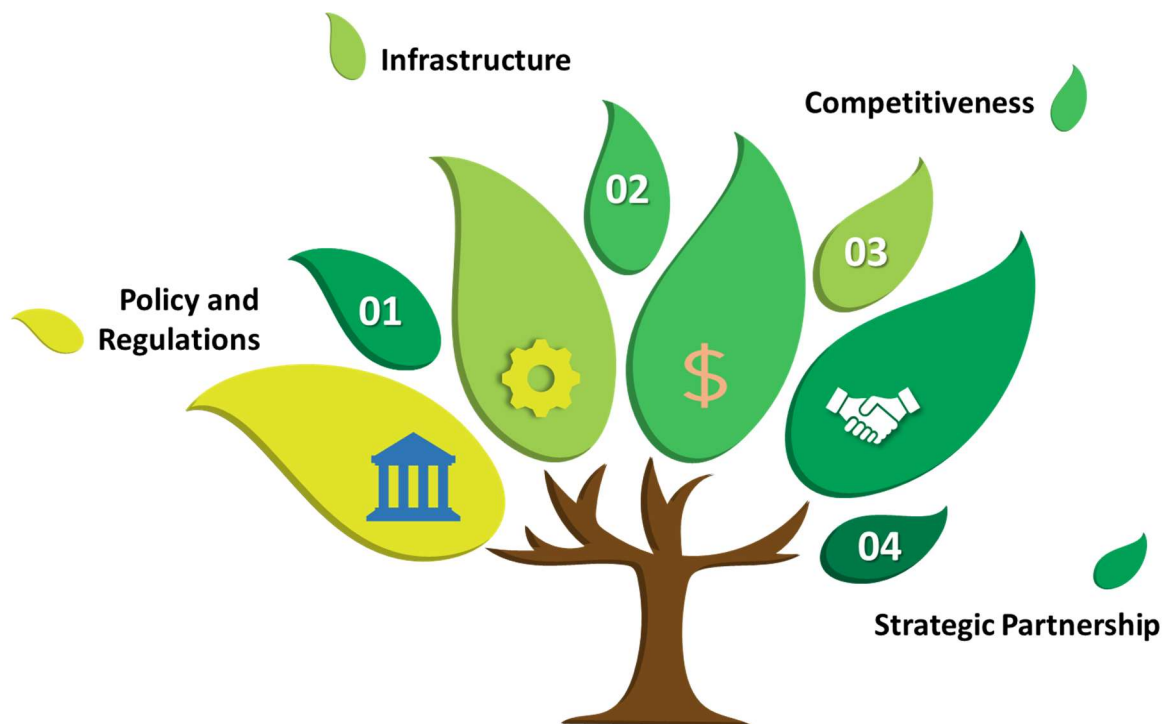 Infrastructure
Competitiveness
02
03
Policy and
Regulations
01
$
04
Strategic Partnership